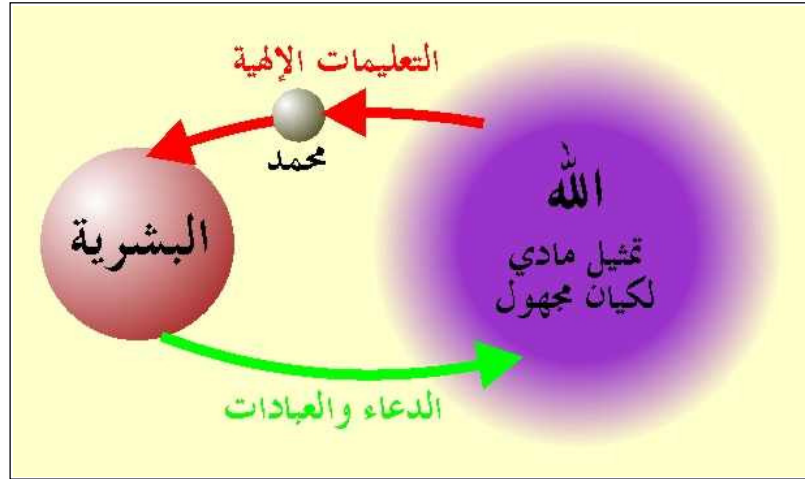 التعليمات الإلهية
محمد
الله
تمثيل مادي
لكيان مجهول
البشرية
الدعاء والعبادات